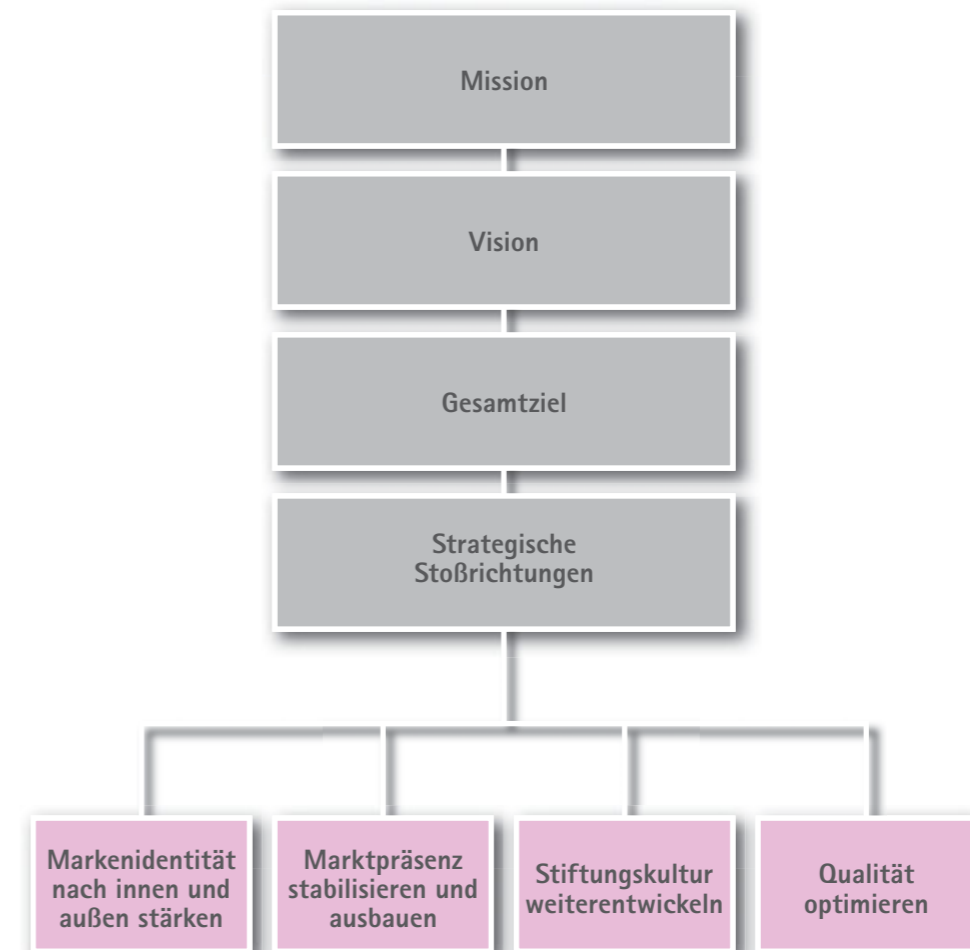 Mission
Vision
Gesamtziel
Strategische
Stoßrichtungen
Markenidentität
nach innen und
außen stärken
Marktpräsenz
stabilisieren und
ausbauen
Stiftungskultur
weiterentwickeln
Qualität
optimieren